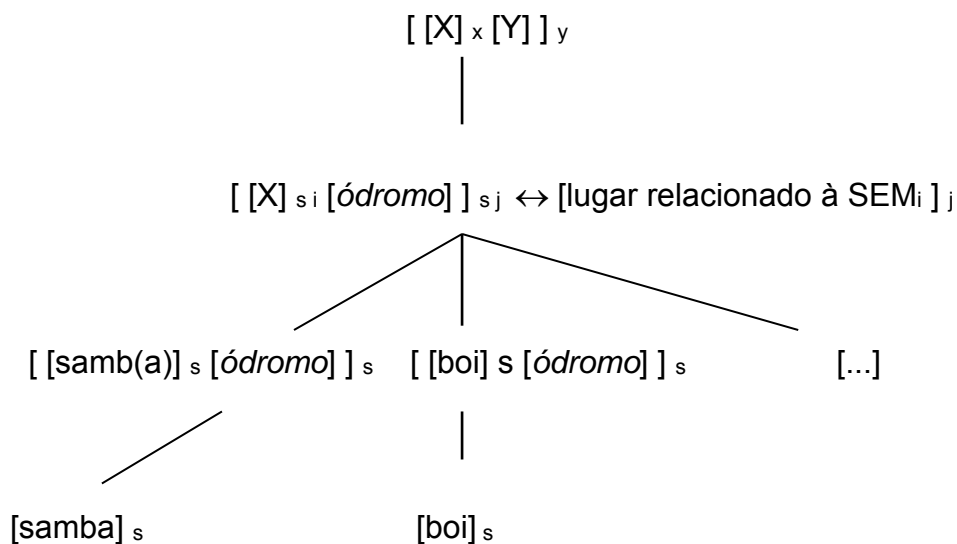 [ [X] x [Y] ] y
[ [X] s i [ódromo] ] s j ↔ [lugar relacionado à SEMi ] j
[ [samb(a)] s [ódromo] ] s [ [boi] s [ódromo] ] s [...]
[samba] s [boi] s